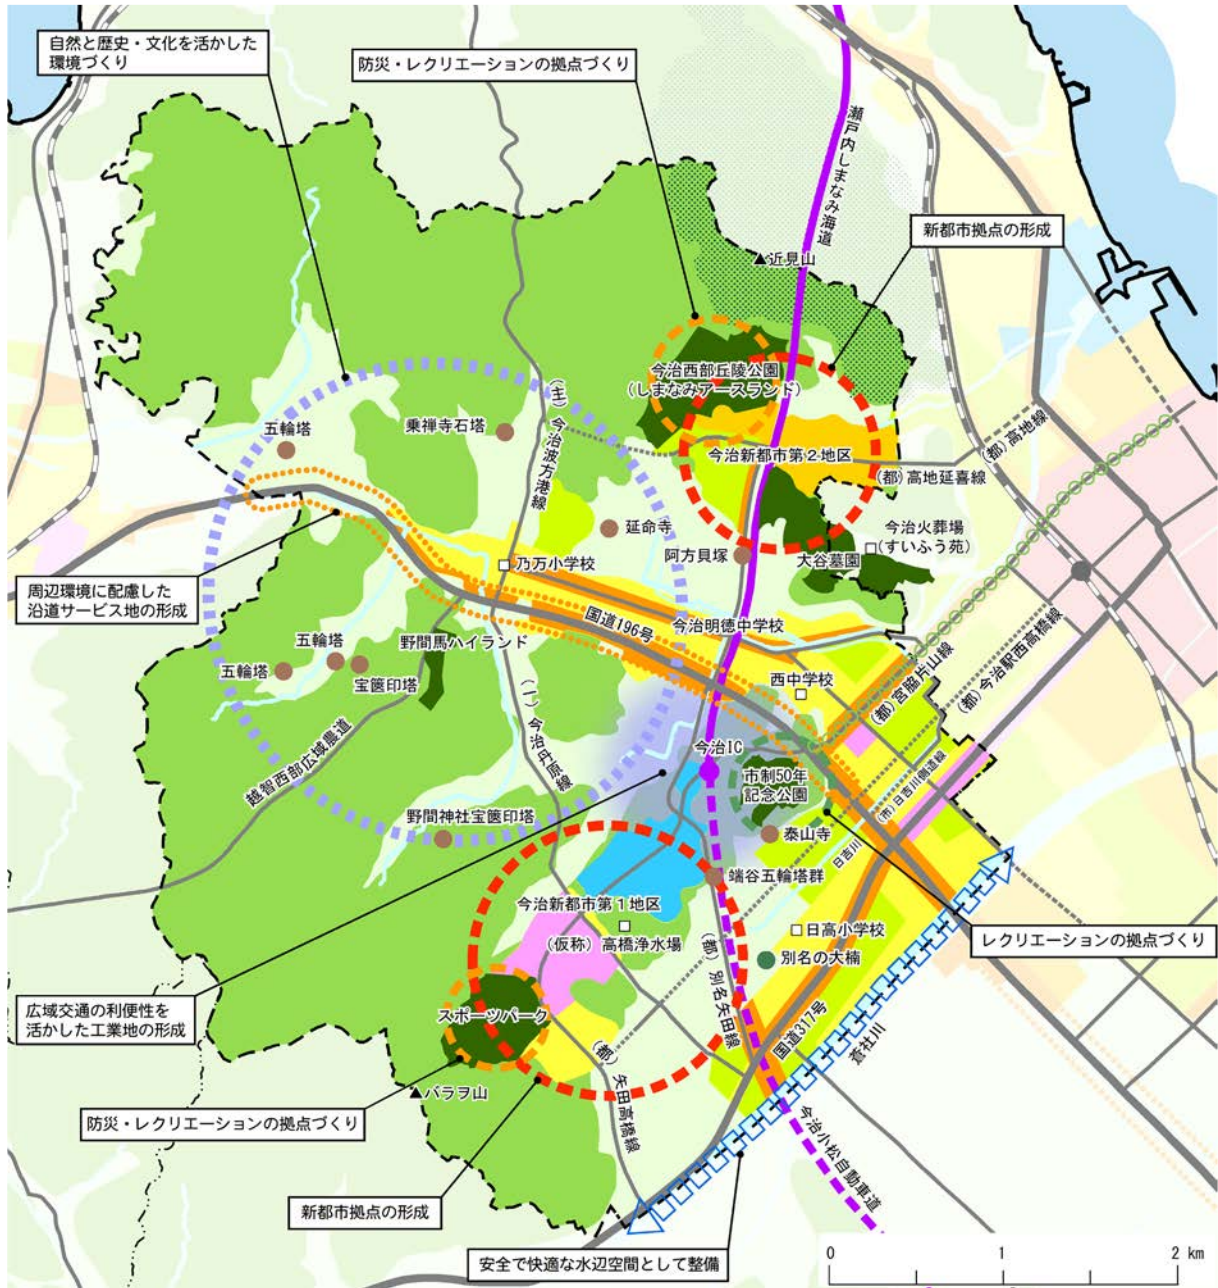 自然と歴史・文化を活かした
環境づくり
防災・レクリエーションの拠点づくり
瀬戸内しまなみ海道
新都市拠点の形成
▲近見山
今治西部丘陵公園
(しまなみアースランド)
(主)今治波方港線
乗禅寺石塔
五輪塔
今治新都市第2地区
(都)高地線
(都)高地延喜線
延命寺
今治火葬場
(すいふう苑)
阿方貝塚
大谷墓園
乃万小学校
周辺環境に配慮した
沿道サービス地の形成
国道196号
今治明徳中学校
五輪塔
野間馬ハイランド
五輪塔
宝篋印塔
西中学校
(都)宮脇片山線
(都)今治駅西高橋線
(一)今治丹原線
今治IC
越智西部広域農道
市制50年
記念公園
(市)日吉川側道線
野間神社宝篋印塔
泰山寺
日吉川
端谷五輪塔群
今治新都市第1地区
(仮称)高橋浄水場
日高小学校
レクリエーションの拠点づくり
別名の大楠
(都)別名矢田線
広域交通の利便性を
活かした工業地の形成
スポーツパーク
国道317号
蒼社川
(都)矢田高橋線
▲バラヲ山
防災・レクリエーションの拠点づくり
今治小松自動車道
新都市拠点の形成
安全で快適な水辺空間として整備
0 1 2 km